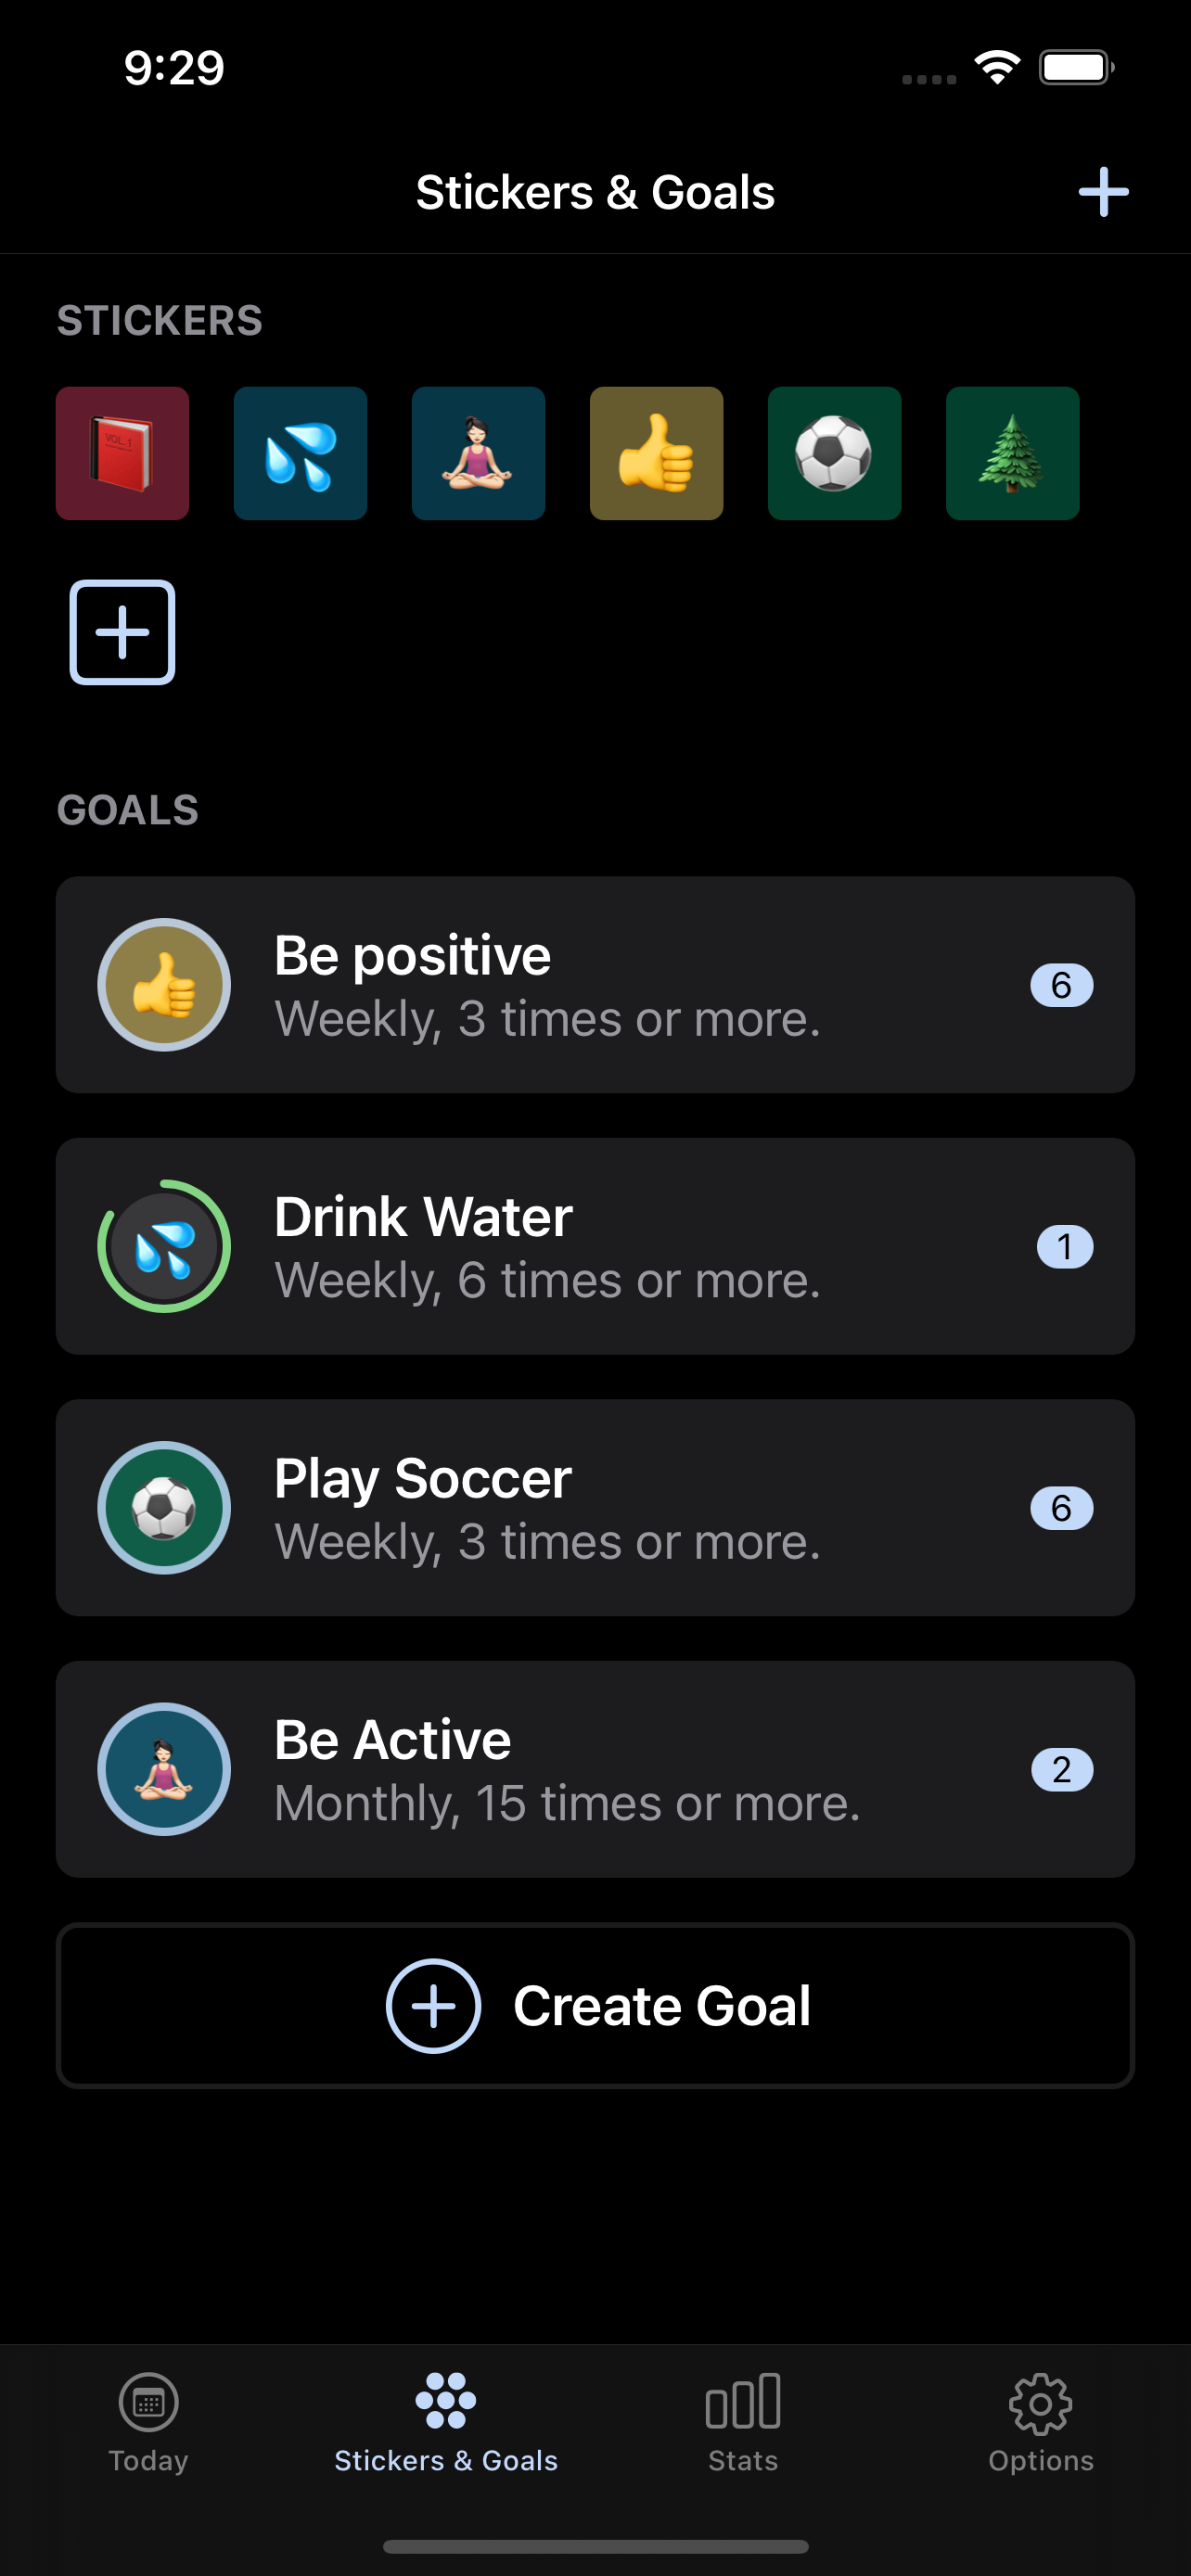 9:29
Stickers & Goals
STICKERS
VOL.1
GOALS
Be positive
Weekly, 3 times or more.
6
Drink Water
Weekly, 6 times or more.
1
Play Soccer
Weekly, 3 times or more.
6
Be Active
Monthly, 15 times or more.
2
Create Goal
Today
Stickers & Goals
Stats
Options